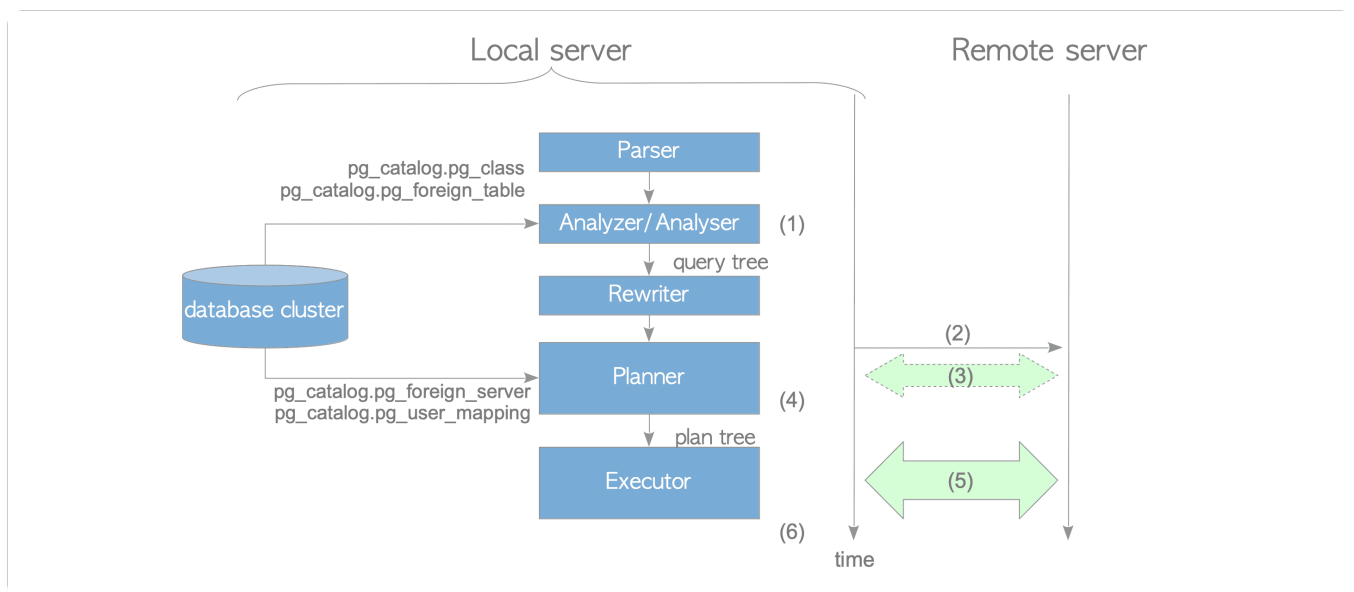 Local server
Remote server
Parser
pg_catalog.pg_class
pg_catalog.pg_foreign_table
Analyzer/Analyser
(1)
query tree
Rewriter
database cluster
(2)
Planner
(3)
pg_catalog.pg_foreign_server
pg_catalog.pg_user_mapping
(4)
plan tree
Executor
(5)
(6)
time